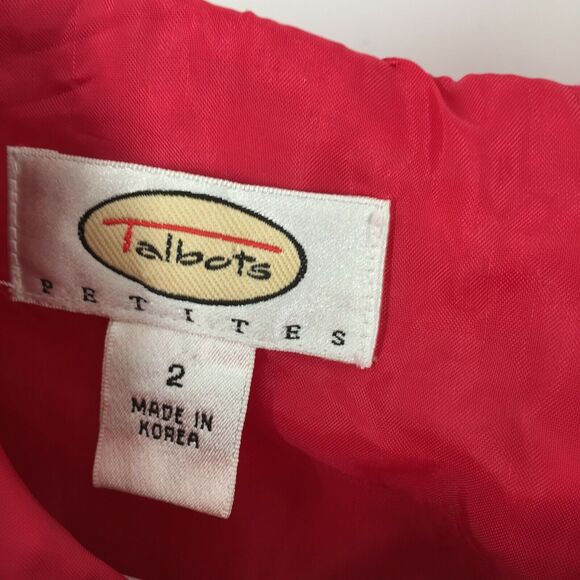 Talbots
PETITES
2
MADE IN
KOREA